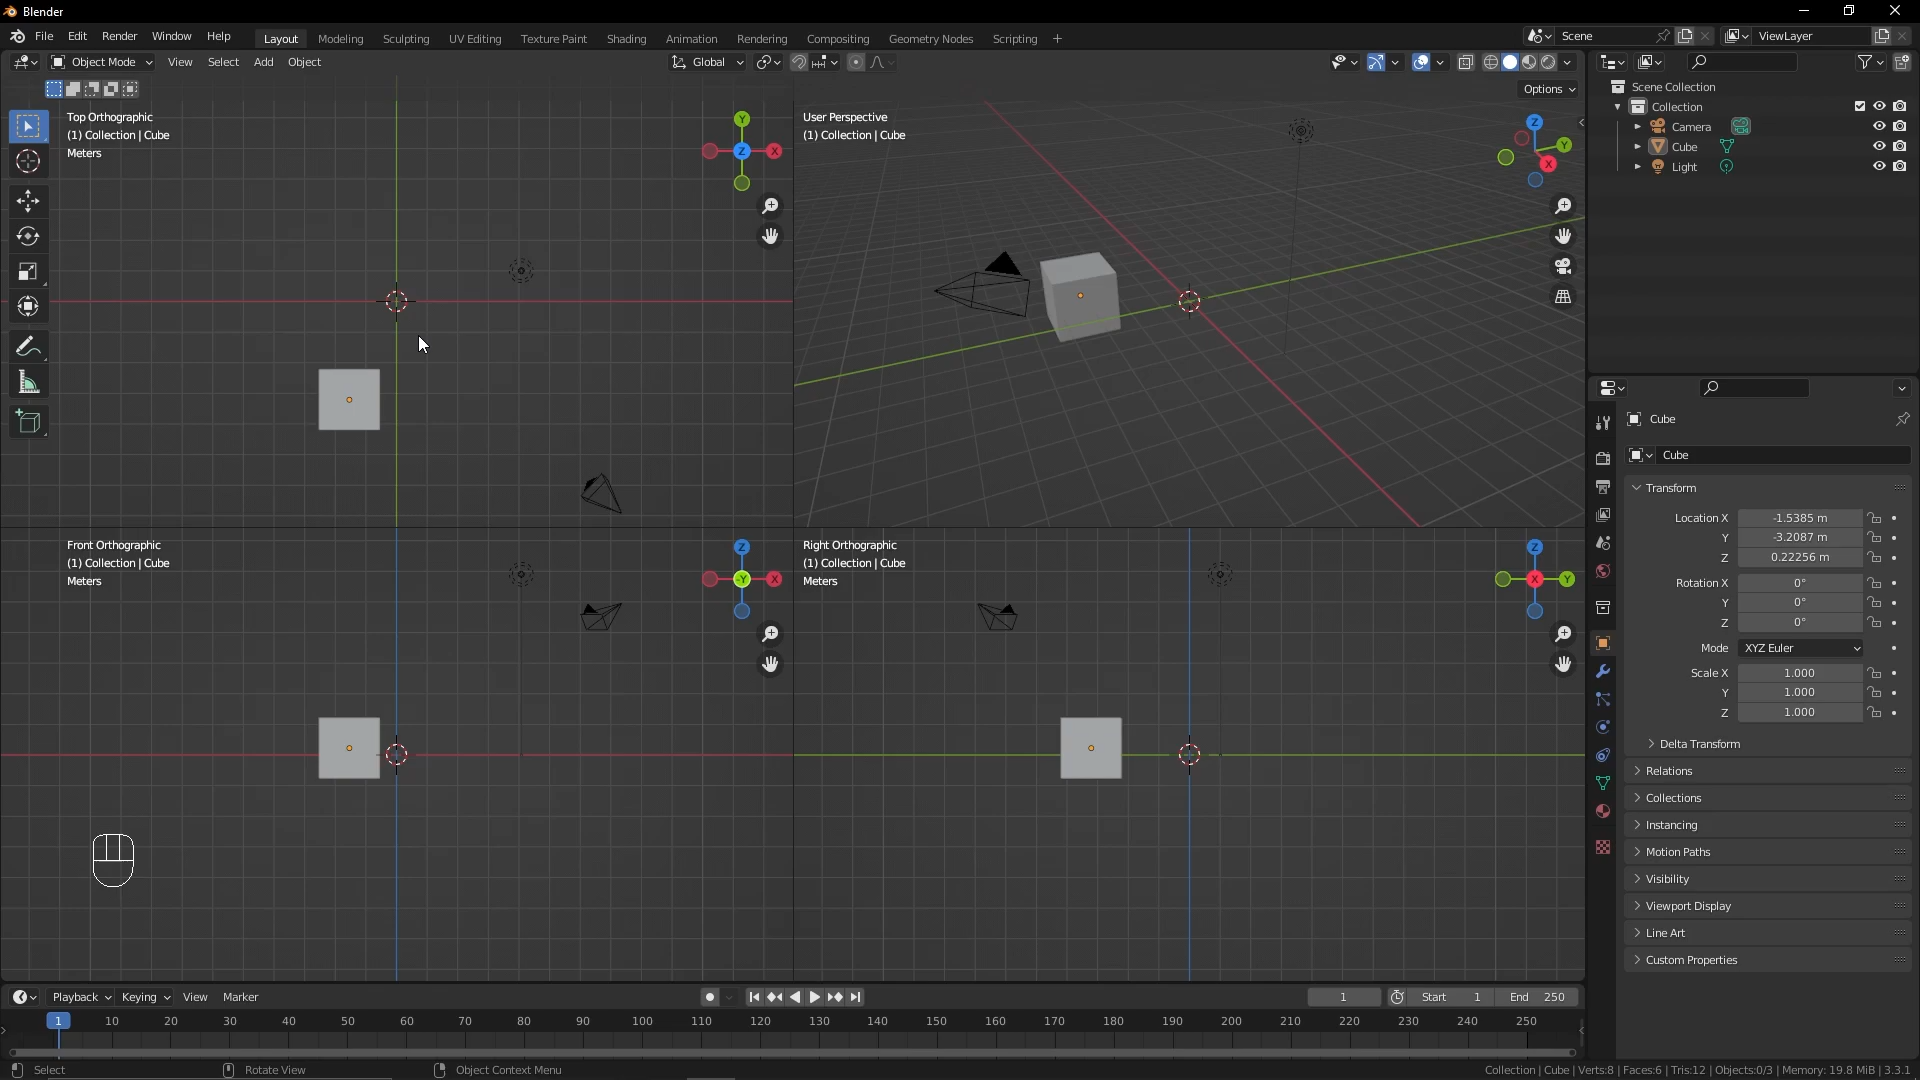 Blender
File Edit Render Window Help
Layout Modeling Sculpting UV Editing Texture Paint Shading Animation Rendering Compositing Geometry Nodes Scripting +
Scene
ViewLayer
Object Mode View Select Add Object
Global
Options
Top Orthographic
(1) Collection | Cube
Meters
Y
Z
X
User Perspective
(1) Collection | Cube
Z
Y
X
Front Orthographic
(1) Collection | Cube
Meters
Z
-Y
X
Right Orthographic
(1) Collection | Cube
Meters
Z
X
Y
Scene Collection
Collection
Camera
Cube
Light
Cube
Cube
Transform
Location X -1.5385 m
Y -3.2087 m
Z 0.22256 m
Rotation X 0°
Y 0°
Z 0°
Mode XYZ Euler
Scale X 1.000
Y 1.000
Z 1.000
Delta Transform
Relations
Collections
Instancing
Motion Paths
Visibility
Viewport Display
Line Art
Custom Properties
Playback Keying View Marker
1 Start 1 End 250
1 10 20 30 40 50 60 70 80 90 100 110 120 130 140 150 160 170 180 190 200 210 220 230 240 250
Select Rotate View Object Context Menu
Collection | Cube | Verts:8 | Faces:6 | Tris:12 | Objects:0/3 | Memory: 19.8 MiB | 3.3.1